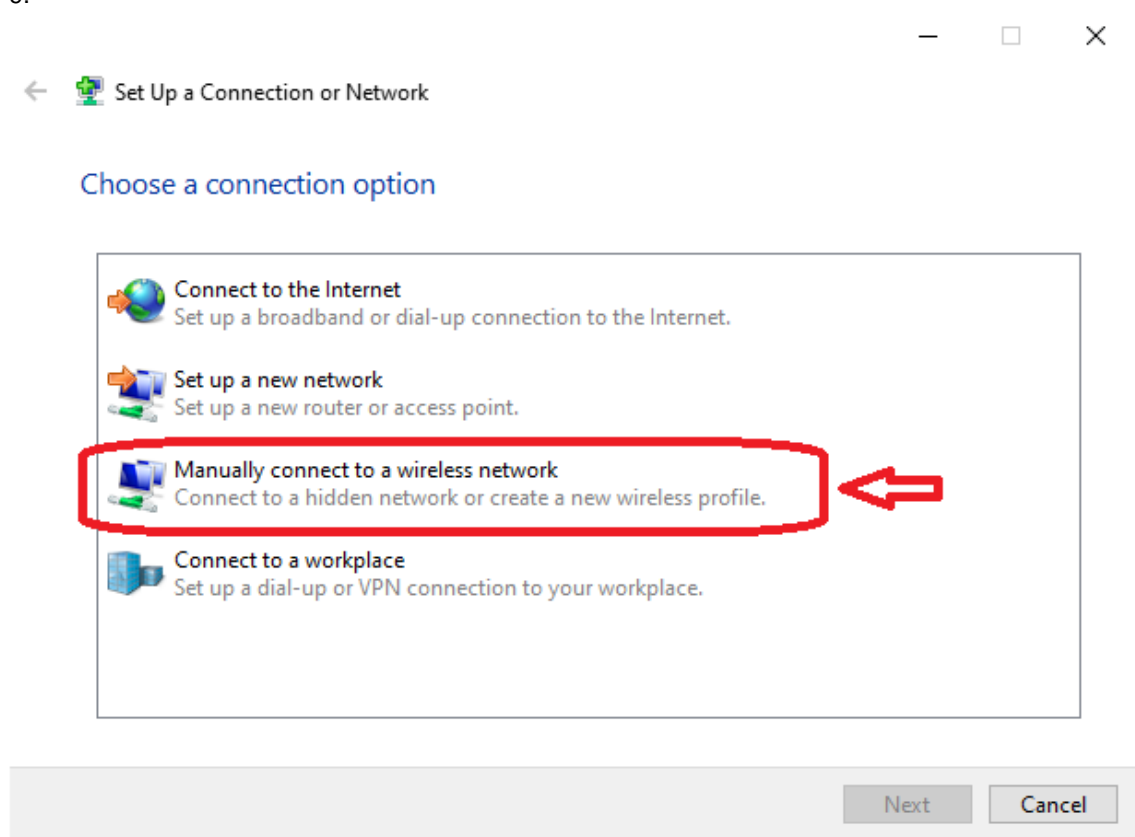 Set Up a Connection or Network
Choose a connection option
Connect to the Internet
Set up a broadband or dial-up connection to the Internet.
Set up a new network
Set up a new router or access point.
Manually connect to a wireless network
Connect to a hidden network or create a new wireless profile.
Connect to a workplace
Set up a dial-up or VPN connection to your workplace.
Next Cancel